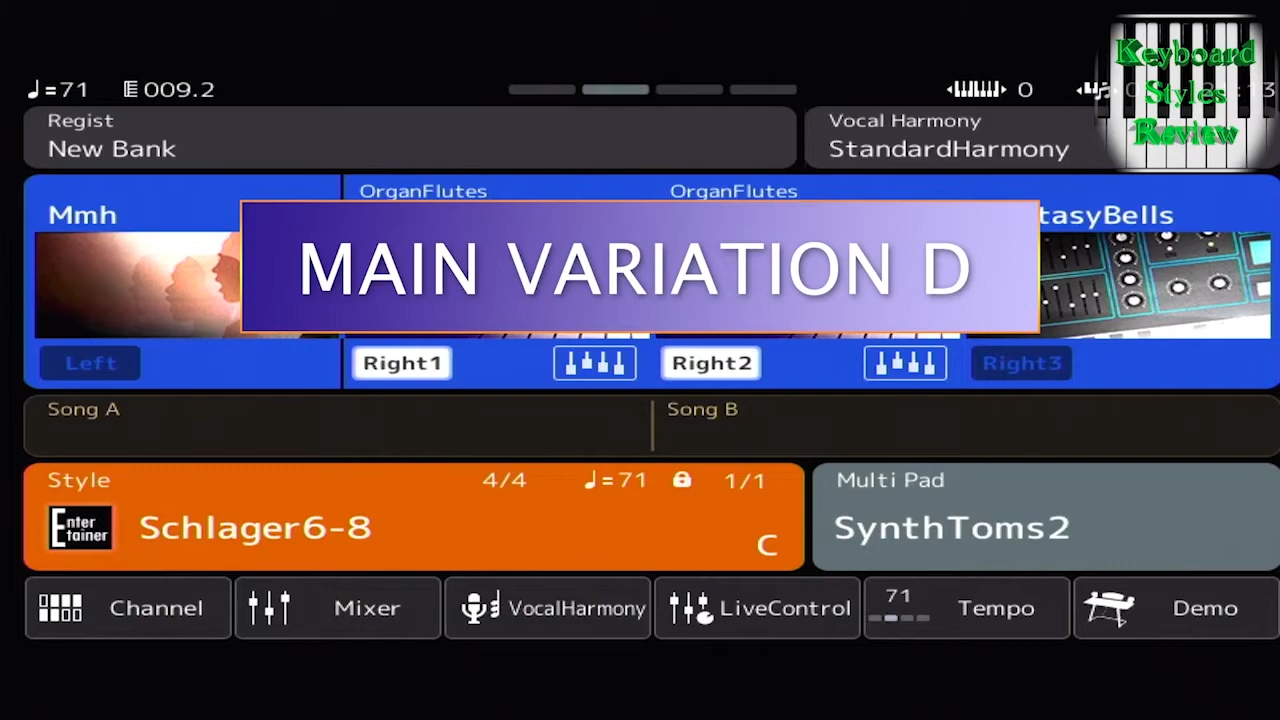 ♩=71
009.2
0
Keyboard
Styles
Review
Regist
New Bank
Vocal Harmony
StandardHarmony
Mmh
OrganFlutes
OrganFlutes
tasyBells
MAIN VARIATION D
Left
Right1
Right2
Right3
Song A
Song B
Style
4/4
♩=71
1/1
Enter
tainer
Schlager6-8
C
Multi Pad
SynthToms2
Channel
Mixer
VocalHarmony
LiveControl
71
Tempo
Demo